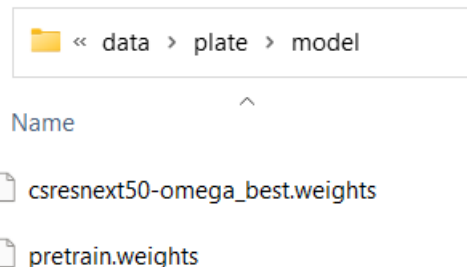 « data > plate > model
Name
csresnext50-omega_best.weights
pretrain.weights